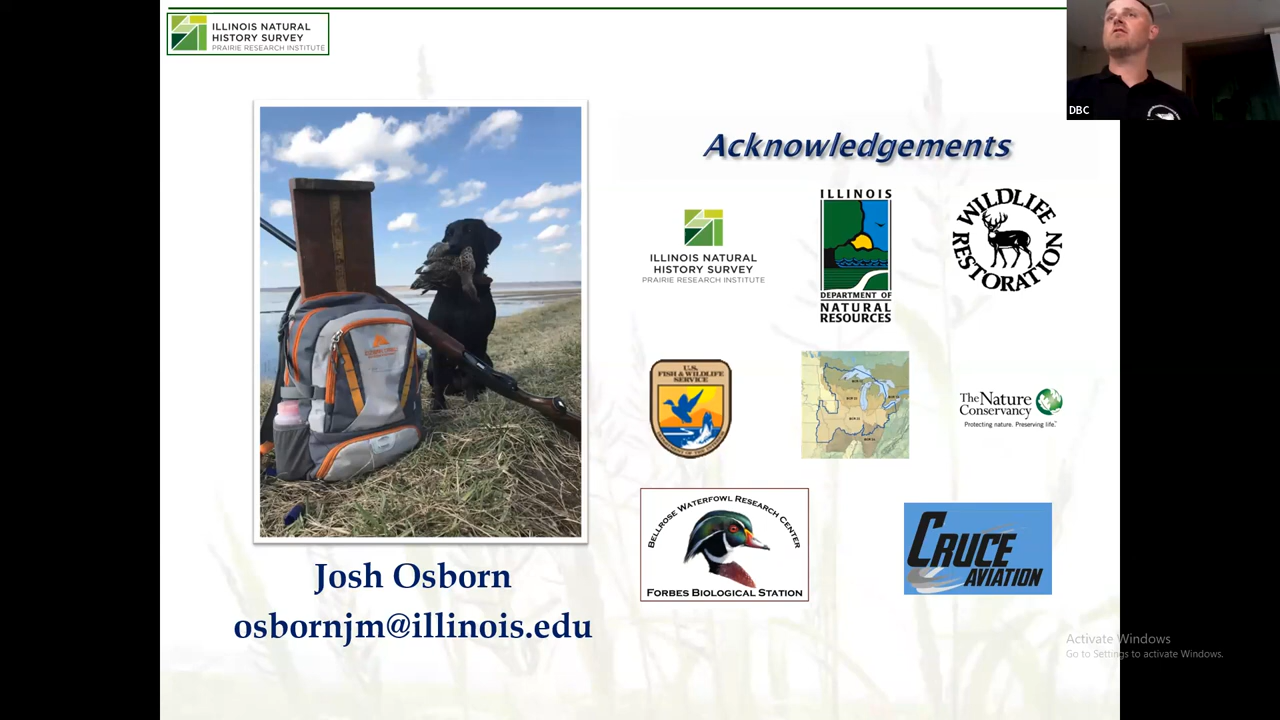 ILLINOIS NATURAL
HISTORY SURVEY
PRAIRIE RESEARCH INSTITUTE
DBC
Acknowledgements
ILLINOIS NATURAL
HISTORY SURVEY
PRAIRIE RESEARCH INSTITUTE
ILLINOIS
DEPARTMENT OF
NATURAL
RESOURCES
WILDLIFE
RESTORATION
U.S.
FISH & WILDLIFE
SERVICE
The Nature
Conservancy
Protecting nature. Preserving life.™
BELLROSE WATERFOWL RESEARCH CENTER
FORBES BIOLOGICAL STATION
CRUCE
AVIATION
Josh Osborn
osbornjm@illinois.edu
Activate Windows
Go to Settings to activate Windows.